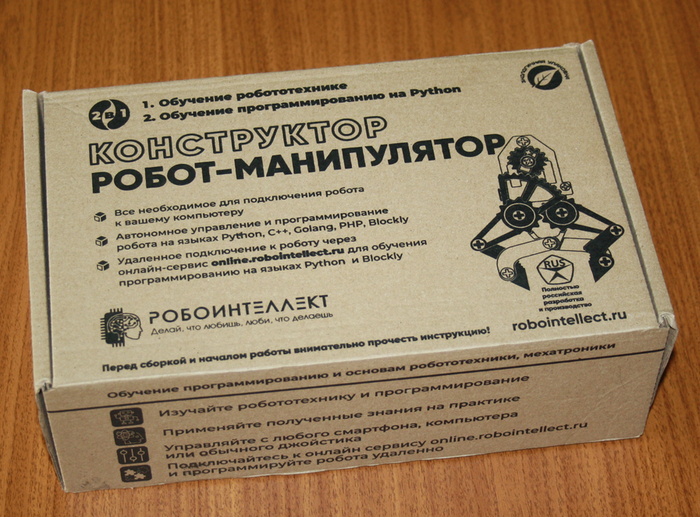 2 в 1
1. Обучение робототехнике
2. Обучение программированию на Python
КОНСТРУКТОР
РОБОТ-МАНИПУЛЯТОР
Все необходимое для подключения робота
к вашему компьютеру
Автономное управление и программирование
робота на языках Python, C++, Golang, PHP, Blockly
Удаленное подключение к роботу через
онлайн-сервис online.robointellect.ru для обучения
программированию на языках Python и Blockly
RUS
Полностью
российская
разработка
и производство
РОБОИНТЕЛЛЕКТ
Делай, что любишь, люби, что делаешь
robointellect.ru
Перед сборкой и началом работы внимательно прочесть инструкцию!
Обучение программированию и основам робототехники, мехатроники
Изучайте робототехнику и программирование
Применяйте полученные знания на практике
Управляйте с любого смартфона, компьютера
или обычного джойстика
Подключайтесь к онлайн сервису online.robointellect.ru
и программируйте робота удаленно